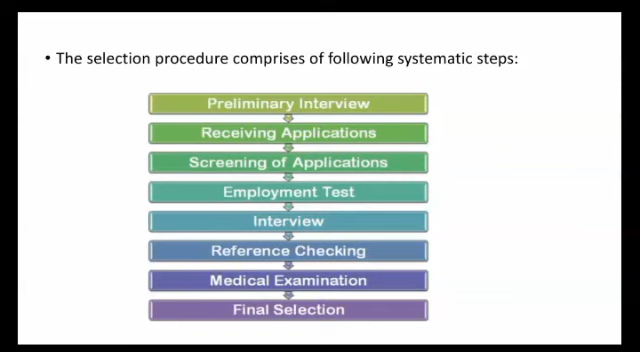 • The selection procedure comprises of following systematic steps:
Preliminary Interview
Receiving Applications
Screening of Applications
Employment Test
Interview
Reference Checking
Medical Examination
Final Selection